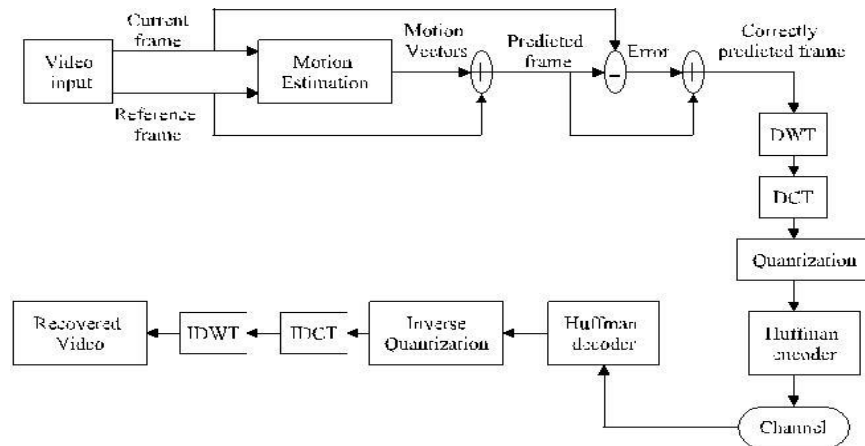 Current
frame
Video
input
Reference
frame
Motion
Estimation
Motion
Vectors
+
Predicted
frame
-
Error
+
Correctly
predicted frame
DWT
DCT
Quantization
Huffman
encoder
Channel
Huffman
decoder
Inverse
Quantization
IDCT
IDWT
Recovered
Video